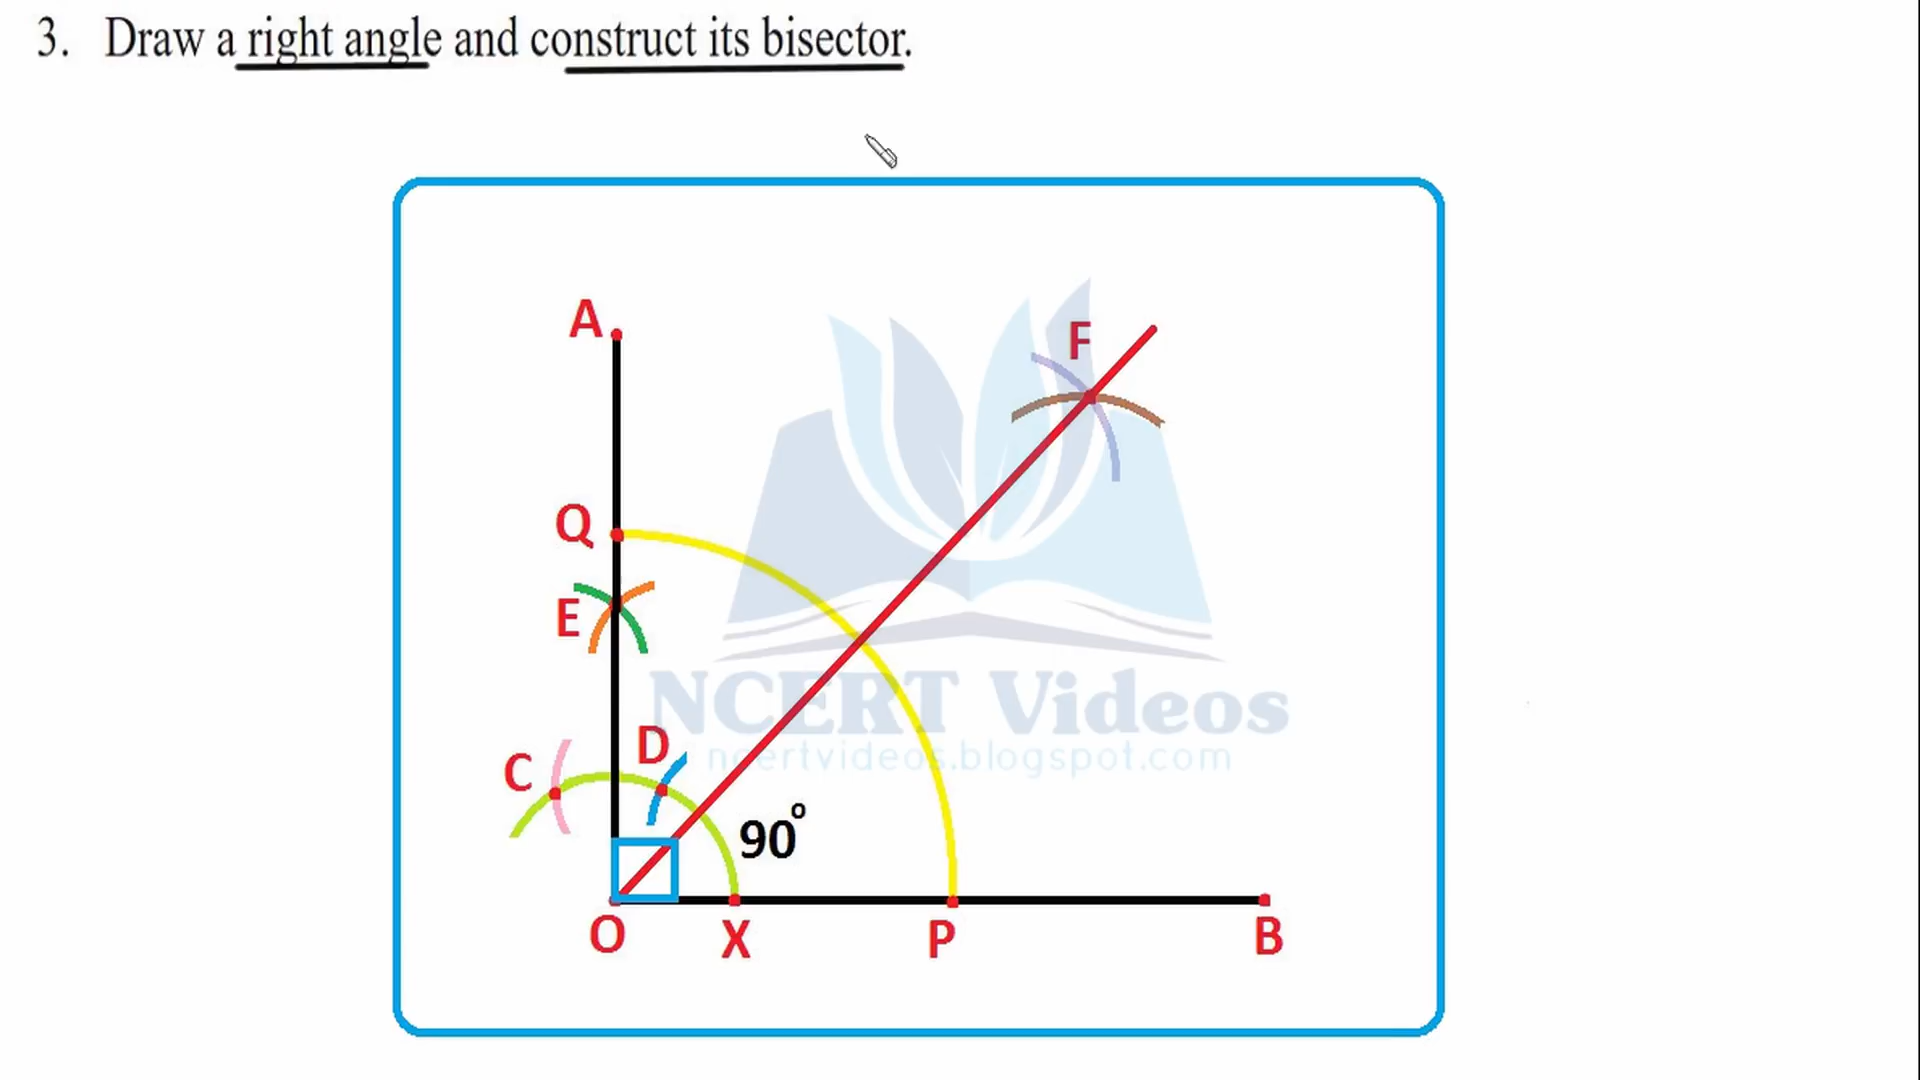 3. Draw a right angle and construct its bisector.
A
F
Q
E
NCERT Videos
D
ncertvideos.blogspot.com
C
90°
O X P B